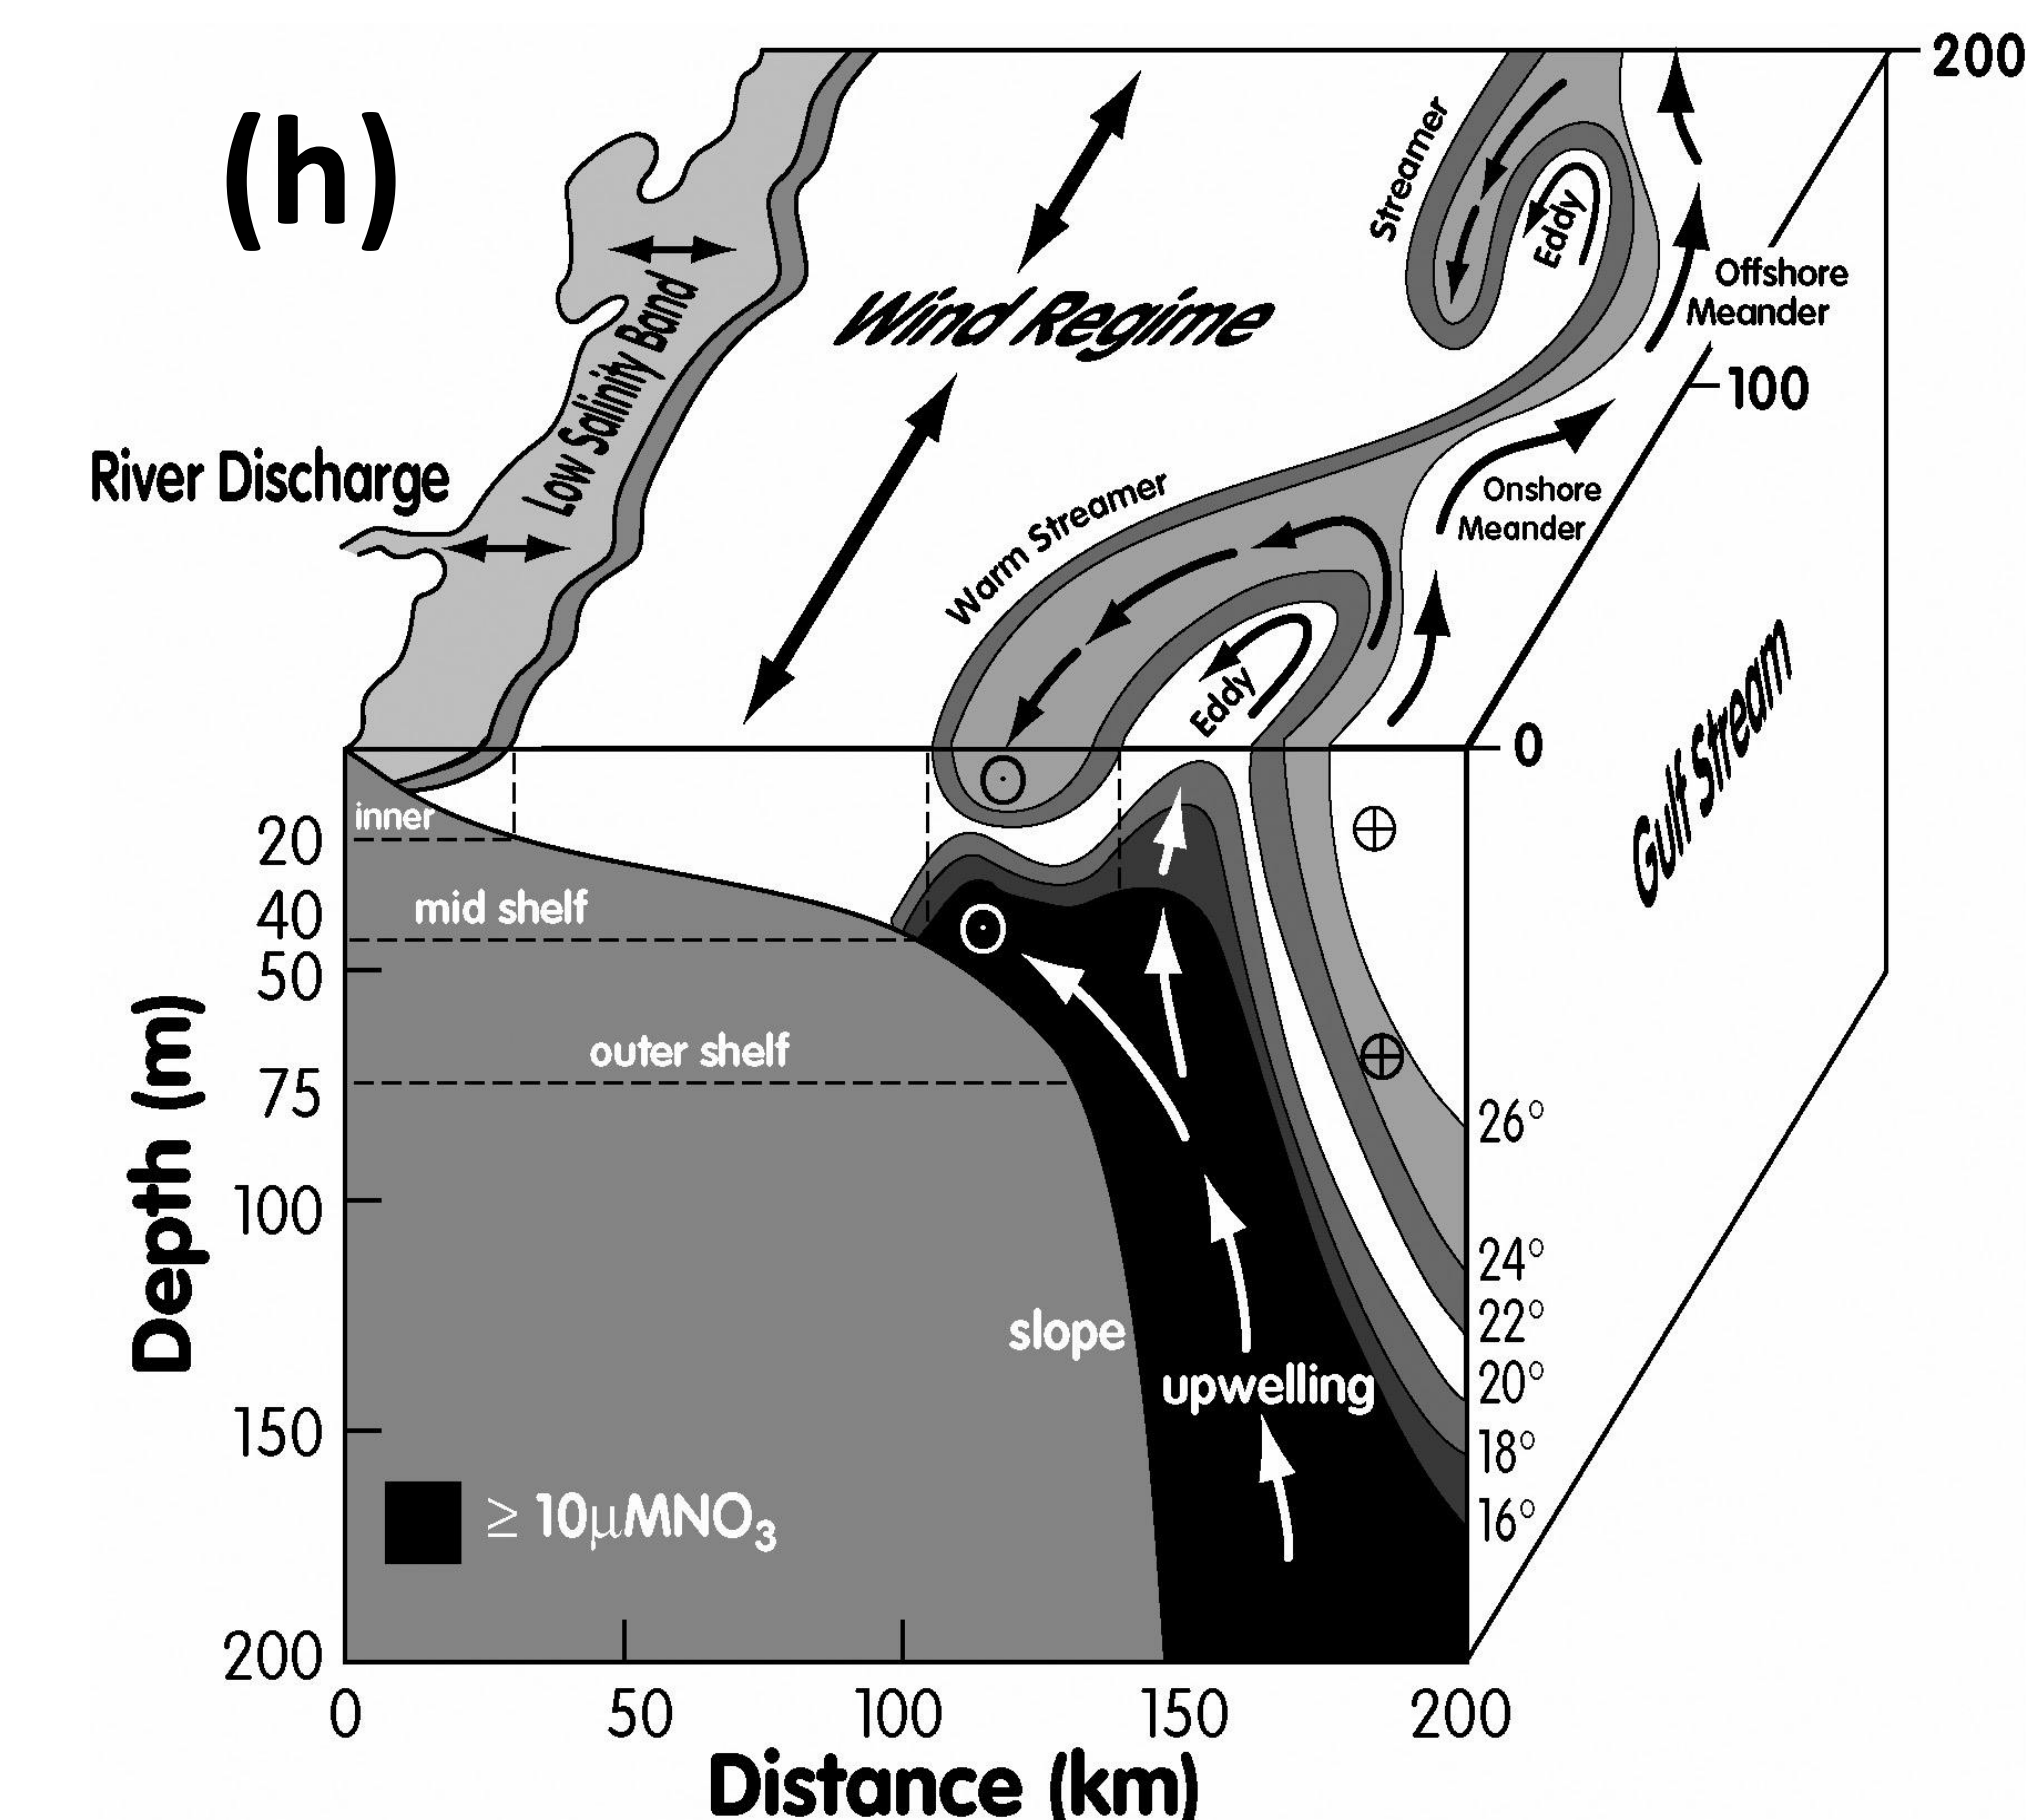 (h)
200
Streamer
Eddy
Offshore
Meander
Wind Regime
100
Low Salinity Band
River Discharge
Onshore
Meander
Warm Streamer
Eddy
0
Gulf Stream
inner
20
mid shelf
40
50
outer shelf
75
26°
100
24°
slope
22°
upwelling
20°
150
18°
≥ 10μMNO₃
16°
200
Depth (m)
0 50 100 150 200
Distance (km)